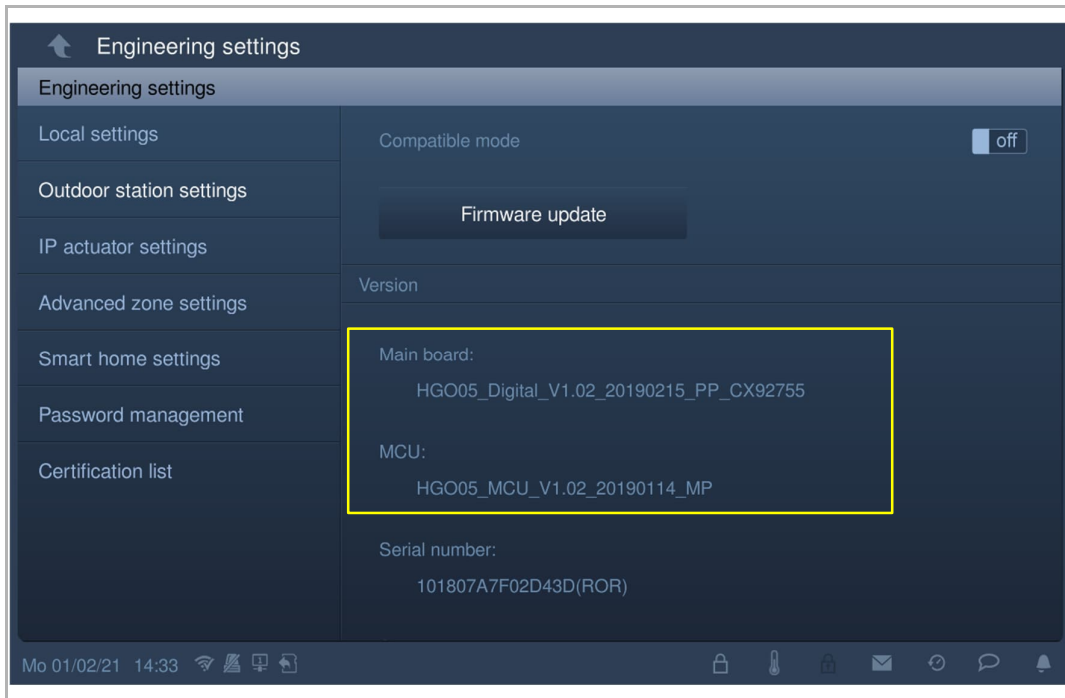 Engineering settings
Engineering settings
Local settings
Outdoor station settings
IP actuator settings
Advanced zone settings
Smart home settings
Password management
Certification list
Compatible mode
off
Firmware update
Version
Main board:
HGO05_Digital_V1.02_20190215_PP_CX92755
MCU:
HGO05_MCU_V1.02_20190114_MP
Serial number:
101807A7F02D43D(ROR)
Mo 01/02/21 14:33